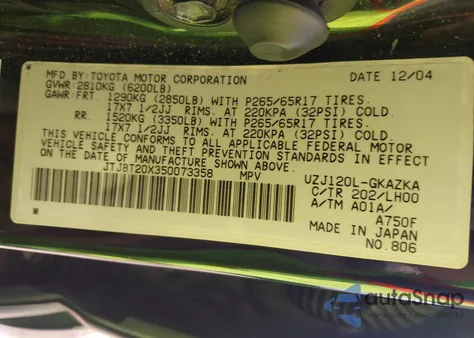 MFD.BY:TOYOTA MOTOR CORPORATION DATE 12/04
GVWR:2810KG (6200LB)
GAWR:FRT. 1290KG (2850LB) WITH P265/65R17 TIRES.
17X7 1/2JJ RIMS. AT 220KPA (32PSI) COLD.
RR. 1520KG (3350LB) WITH P265/65R17 TIRES.
17X7 1/2JJ RIMS. AT 220KPA (32PSI) COLD.
THIS VEHICLE CONFORMS TO ALL APPLICABLE FEDERAL MOTOR
VEHICLE SAFETY AND THEFT PREVENTION STANDARDS IN EFFECT
ON THE DATE OF MANUFACTURE SHOWN ABOVE.
JTJBT20X350073358 MPV UZJ120L-GKAZKA
C/TR 202/LH00
A/TM A01A/
A750F
MADE IN JAPAN
NO.806
autoSnap